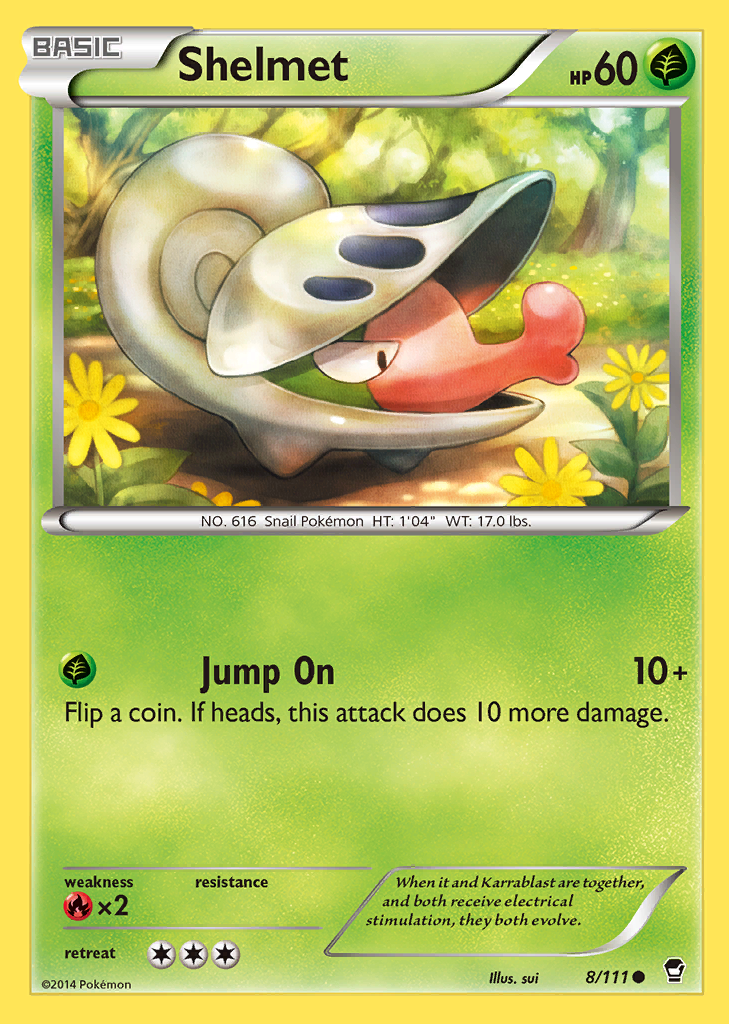 BASIC
Shelmet
HP60
NO. 616 Snail Pokémon HT: 1'04" WT: 17.0 lbs.
Jump On 10+
Flip a coin. If heads, this attack does 10 more damage.
weakness
resistance
×2
retreat
When it and Karrablast are together,
and both receive electrical
stimulation, they both evolve.
©2014 Pokémon
Illus. sui
8/111